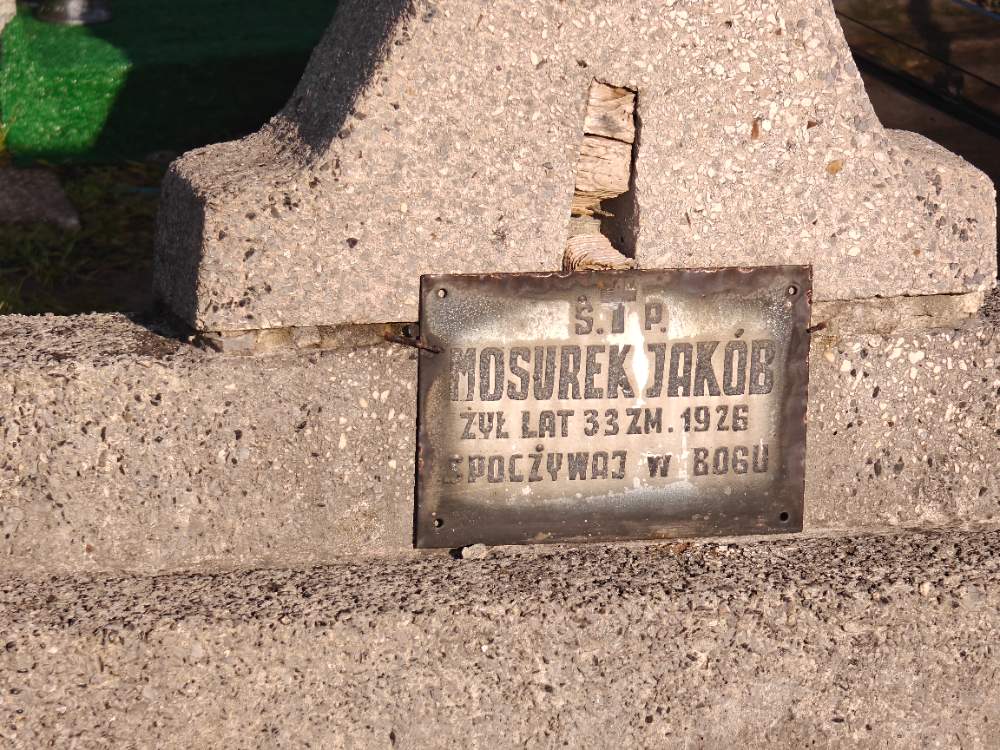 Ś. † P.
MOSUREK JAKÓB
ŻYŁ LAT 33 ZM. 1926
SPOCZYWAJ W BOGU